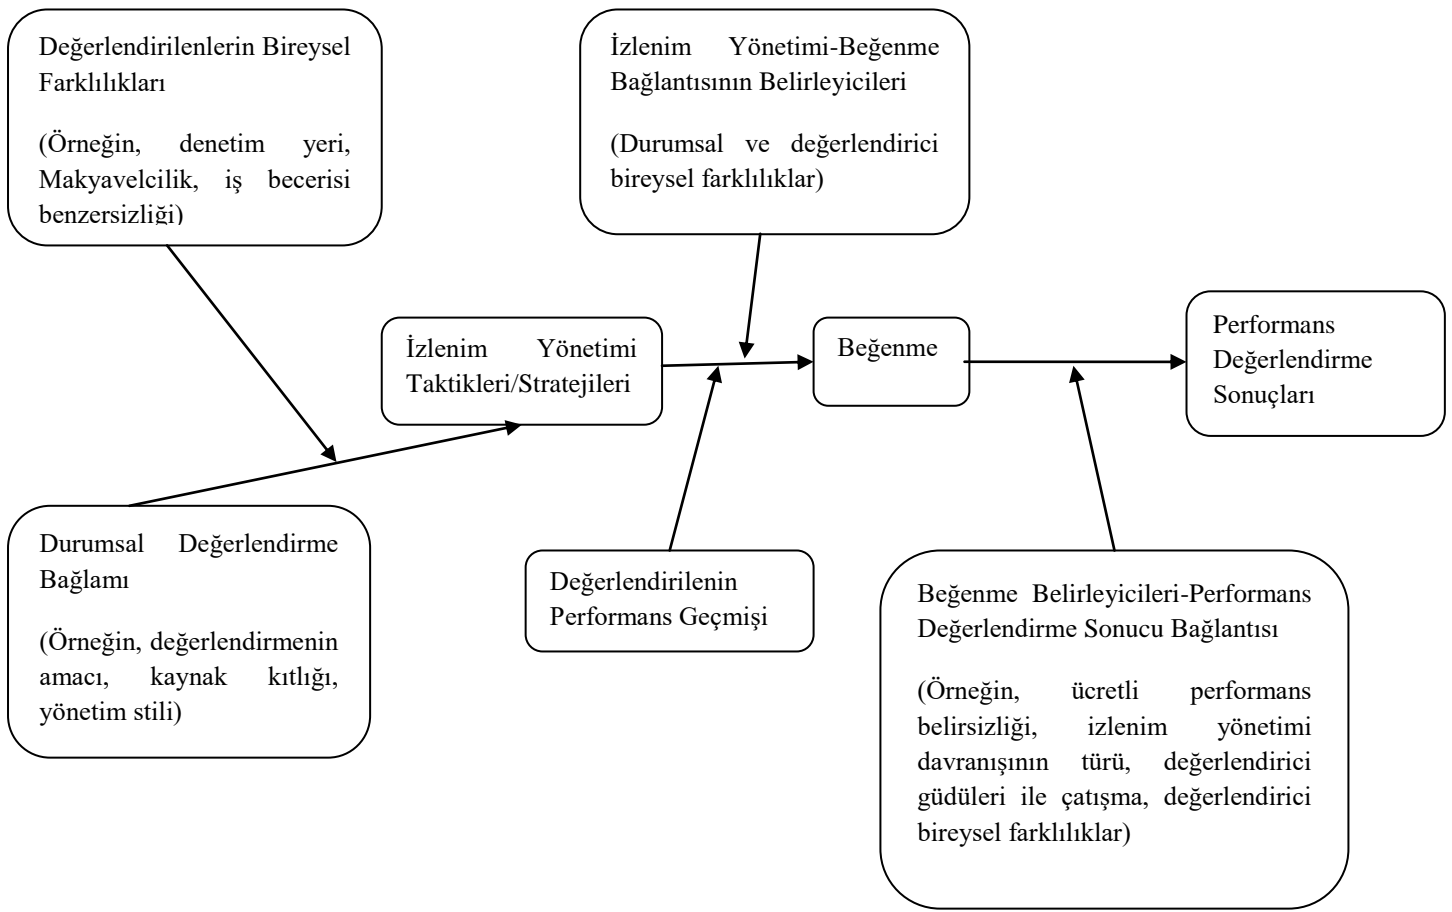 Değerlendirilenlerin Bireysel
Farklılıkları
(Örneğin, denetim yeri,
Makyavelcilik, iş becerisi
benzersizliği)
İzlenim Yönetimi-Beğenme
Bağlantısının Belirleyicileri
(Durumsal ve değerlendirici
bireysel farklılıklar)
İzlenim Yönetimi
Taktikleri/Stratejileri
Beğenme
Performans
Değerlendirme
Sonuçları
Durumsal Değerlendirme
Bağlamı
(Örneğin, değerlendirmenin
amacı, kaynak kıtlığı,
yönetim stili)
Değerlendirilenin
Performans Geçmişi
Beğenme Belirleyicileri-Performans
Değerlendirme Sonucu Bağlantısı
(Örneğin, ücretli performans
belirsizliği, izlenim yönetimi
davranışının türü, değerlendirici
güdüleri ile çatışma, değerlendirici
bireysel farklılıklar)